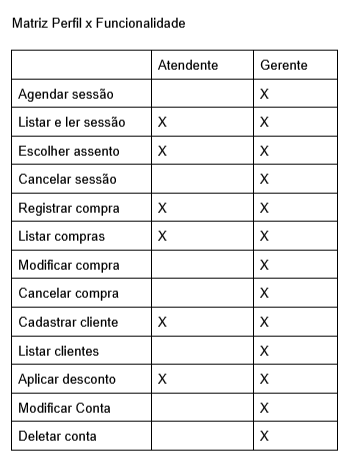 Matriz Perfil x Funcionalidade
Atendente Gerente
Agendar sessão X
Listar e ler sessão X X
Escolher assento X X
Cancelar sessão X
Registrar compra X X
Listar compras X X
Modificar compra X
Cancelar compra X
Cadastrar cliente X X
Listar clientes X
Aplicar desconto X X
Modificar Conta X
Deletar conta X